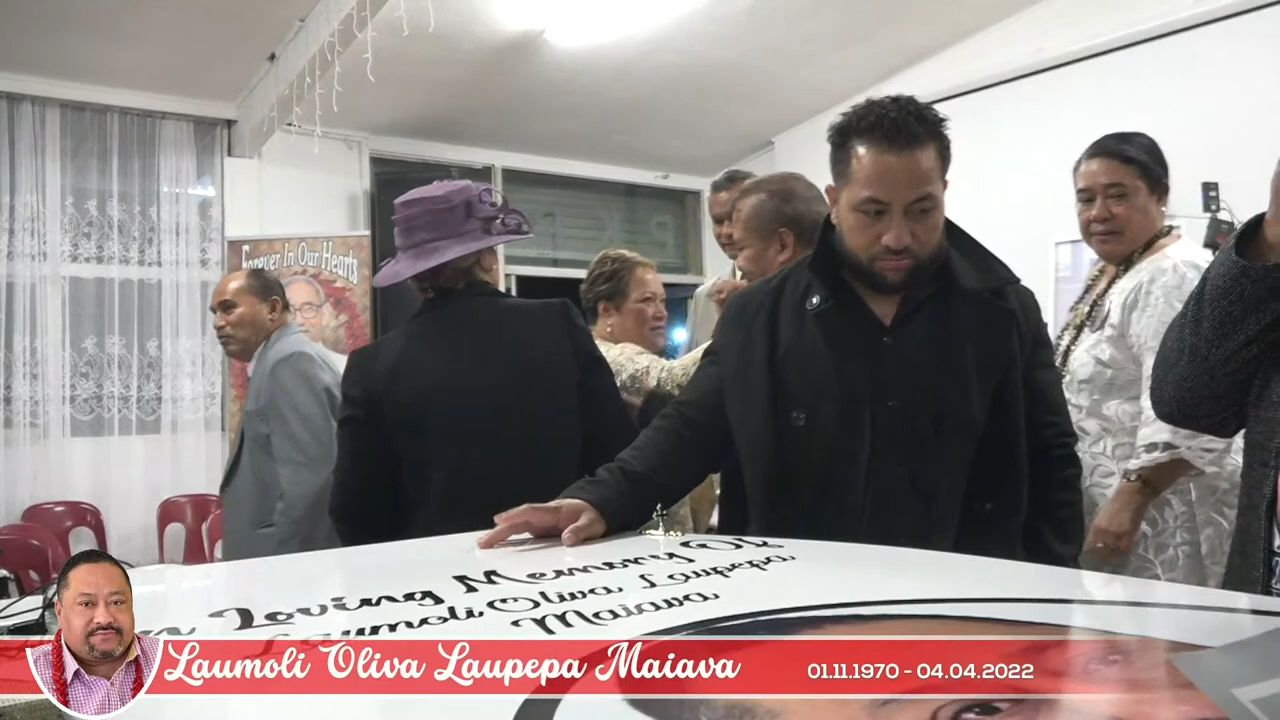 Forever In Our Hearts
In Loving Memory Of
Laumoli Oliva Laupepa
Maiava
Laumoli Oliva Laupepa Maiava
01.11.1970 - 04.04.2022